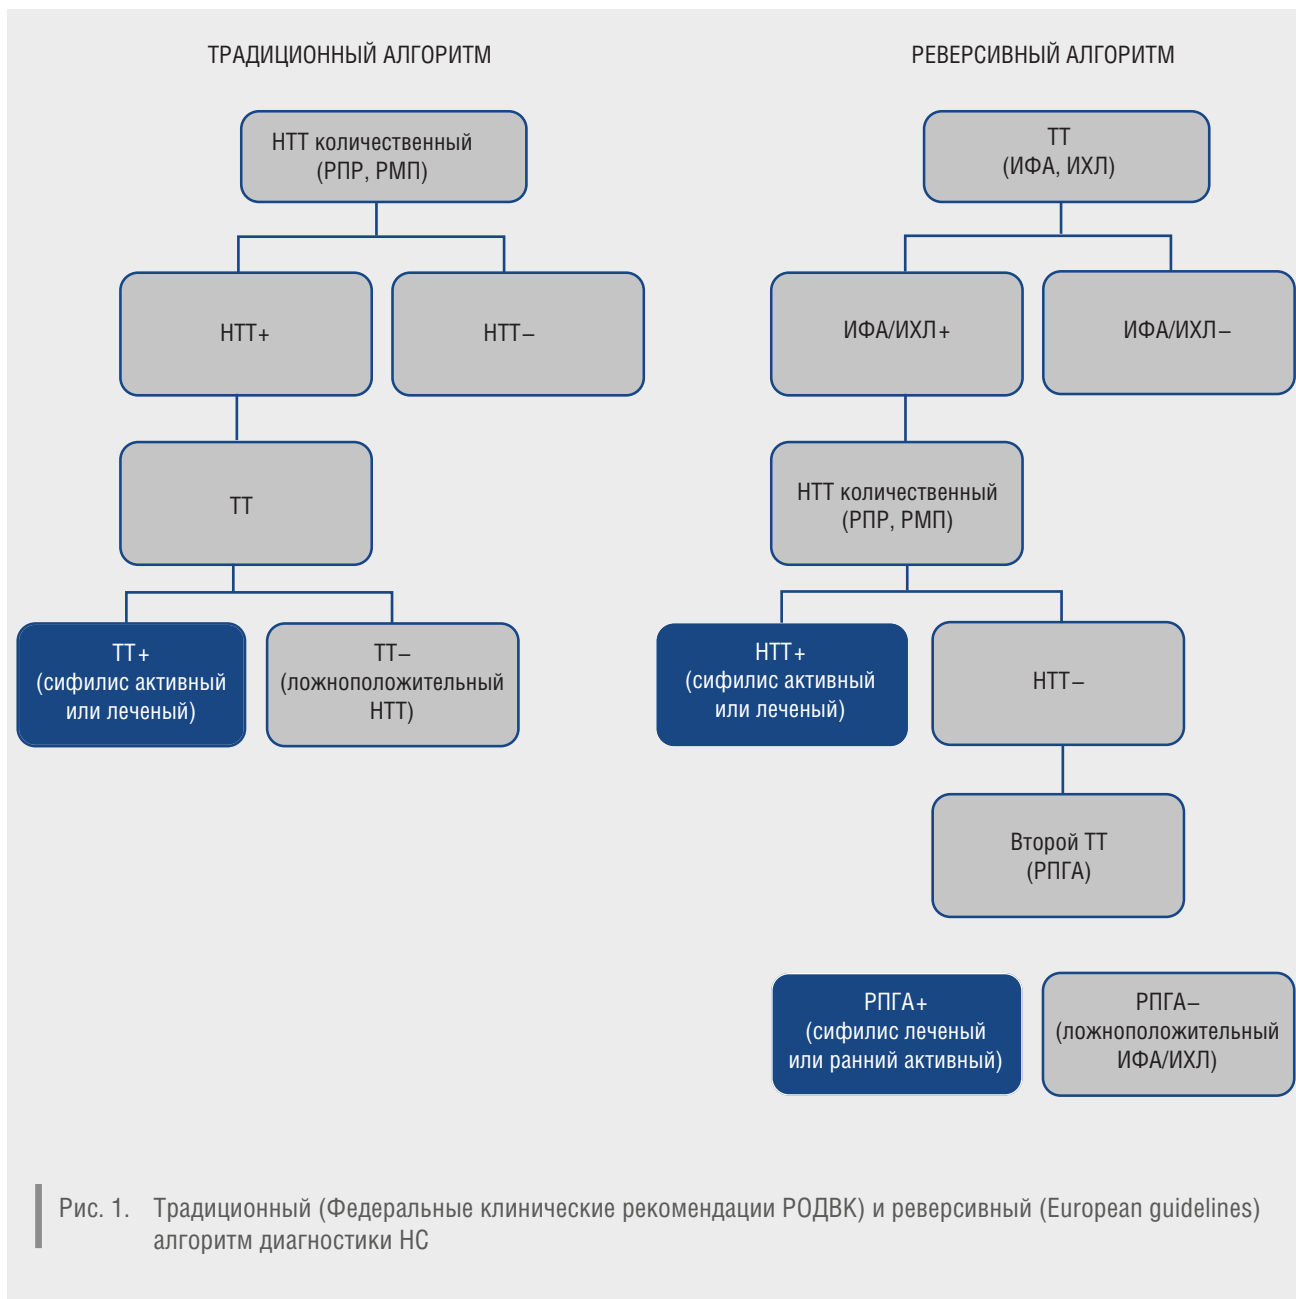 ТРАДИЦИОННЫЙ АЛГОРИТМ
НТТ количественный
(РПР, РМП)
НТТ+
НТТ–
ТТ
ТТ+
(сифилис активный
или леченый)
ТТ–
(ложноположительный
НТТ)
РЕВЕРСИВНЫЙ АЛГОРИТМ
ТТ
(ИФА, ИХЛ)
ИФА/ИХЛ+
ИФА/ИХЛ–
НТТ количественный
(РПР, РМП)
НТТ+
(сифилис активный
или леченый)
НТТ–
Второй ТТ
(РПГА)
РПГА+
(сифилис леченый
или ранний активный)
РПГА–
(ложноположительный
ИФА/ИХЛ)
Рис. 1. Традиционный (Федеральные клинические рекомендации РОДВК) и реверсивный (European guidelines)
алгоритм диагностики НС